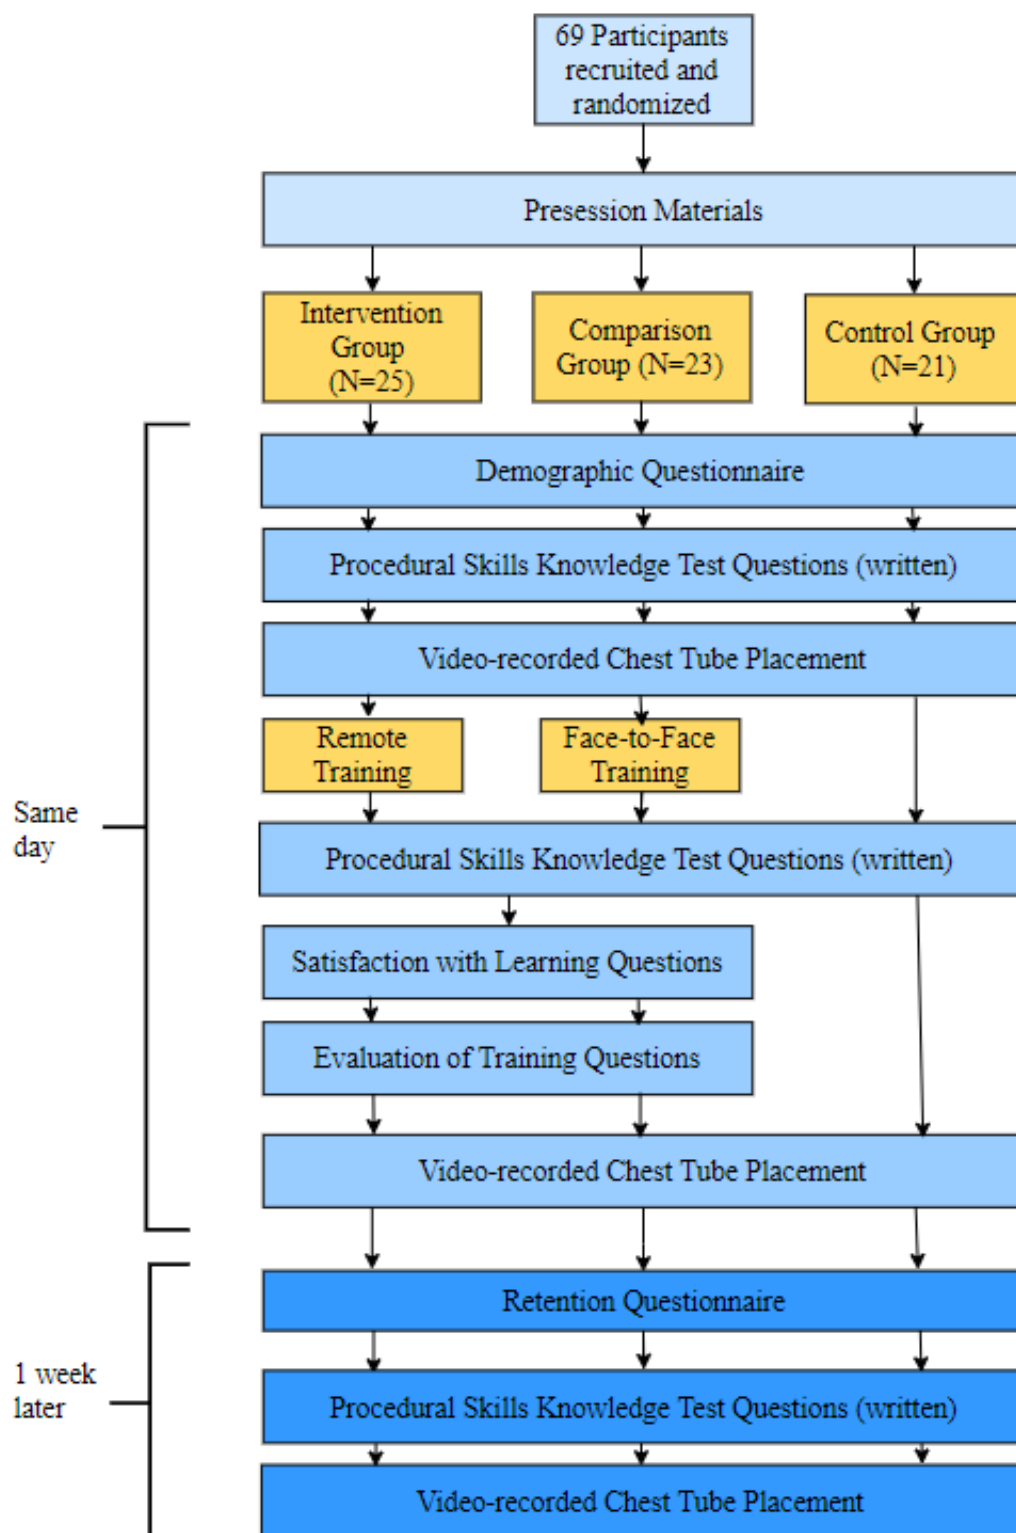 69 Participants
recruited and
randomized
Presession Materials
Intervention
Group
(N=25)
Comparison
Group (N=23)
Control Group
(N=21)
Demographic Questionnaire
Procedural Skills Knowledge Test Questions (written)
Video-recorded Chest Tube Placement
Remote
Training
Face-to-Face
Training
Same
day
Procedural Skills Knowledge Test Questions (written)
Satisfaction with Learning Questions
Evaluation of Training Questions
Video-recorded Chest Tube Placement
Retention Questionnaire
1 week
later
Procedural Skills Knowledge Test Questions (written)
Video-recorded Chest Tube Placement